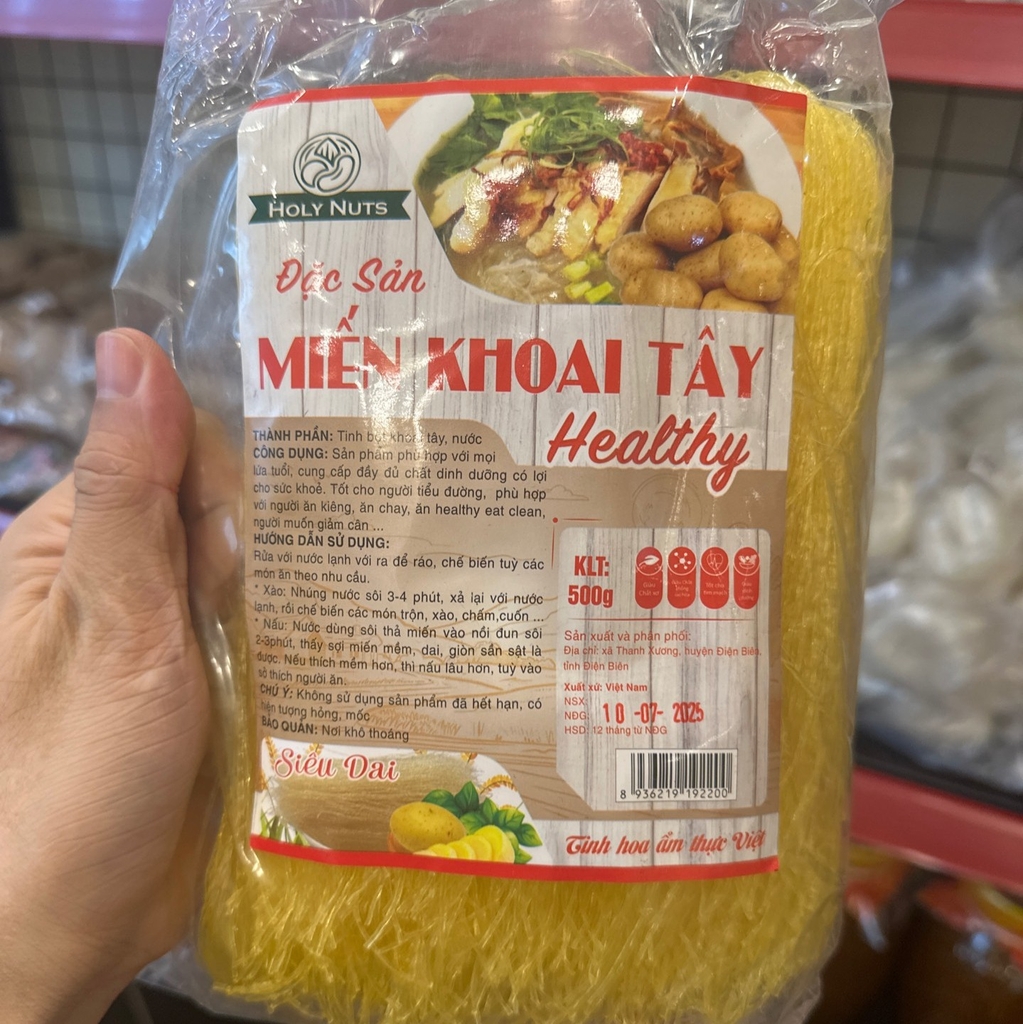 HOLY NUTS
Đặc Sản
MIẾN KHOAI TÂY
Healthy
THÀNH PHẦN: Tinh bột khoai tây, nước
CÔNG DỤNG: Sản phẩm phù hợp với mọi
lứa tuổi, cung cấp đầy đủ chất dinh dưỡng có lợi
cho sức khoẻ. Tốt cho người tiểu đường, phù hợp
với người ăn kiêng, ăn chay, ăn healthy eat clean,
người muốn giảm cân ...
HƯỚNG DẪN SỬ DỤNG:
Rửa với nước lạnh vớt ra để ráo, chế biến tuỳ các
món ăn theo nhu cầu.
* Xào: Nhúng nước sôi 3-4 phút, xả lại với nước
lạnh, rồi chế biến các món trộn, xào, chấm,cuốn ...
* Nấu: Nước dùng sôi thả miến vào nồi đun sôi
2-3phút, thấy sợi miến mềm, dai, giòn sần sật là
được. Nếu thích mềm hơn, thì nấu lâu hơn, tuỳ vào
sở thích người ăn.
CHÚ Ý: Không sử dụng sản phẩm đã hết hạn, có
hiện tượng hỏng, mốc
BẢO QUẢN: Nơi khô thoáng
Siêu Dai
KLT:
500g
Sản xuất và phân phối:
Địa chỉ: xã Thanh Xương, huyện Điện Biên,
tỉnh Điện Biên
Xuất xứ: Việt Nam
NSX:
NĐG: 10 -07- 2025
HSD: 12 tháng từ NĐG
8 936219 192200
Tinh hoa ẩm thực Việt